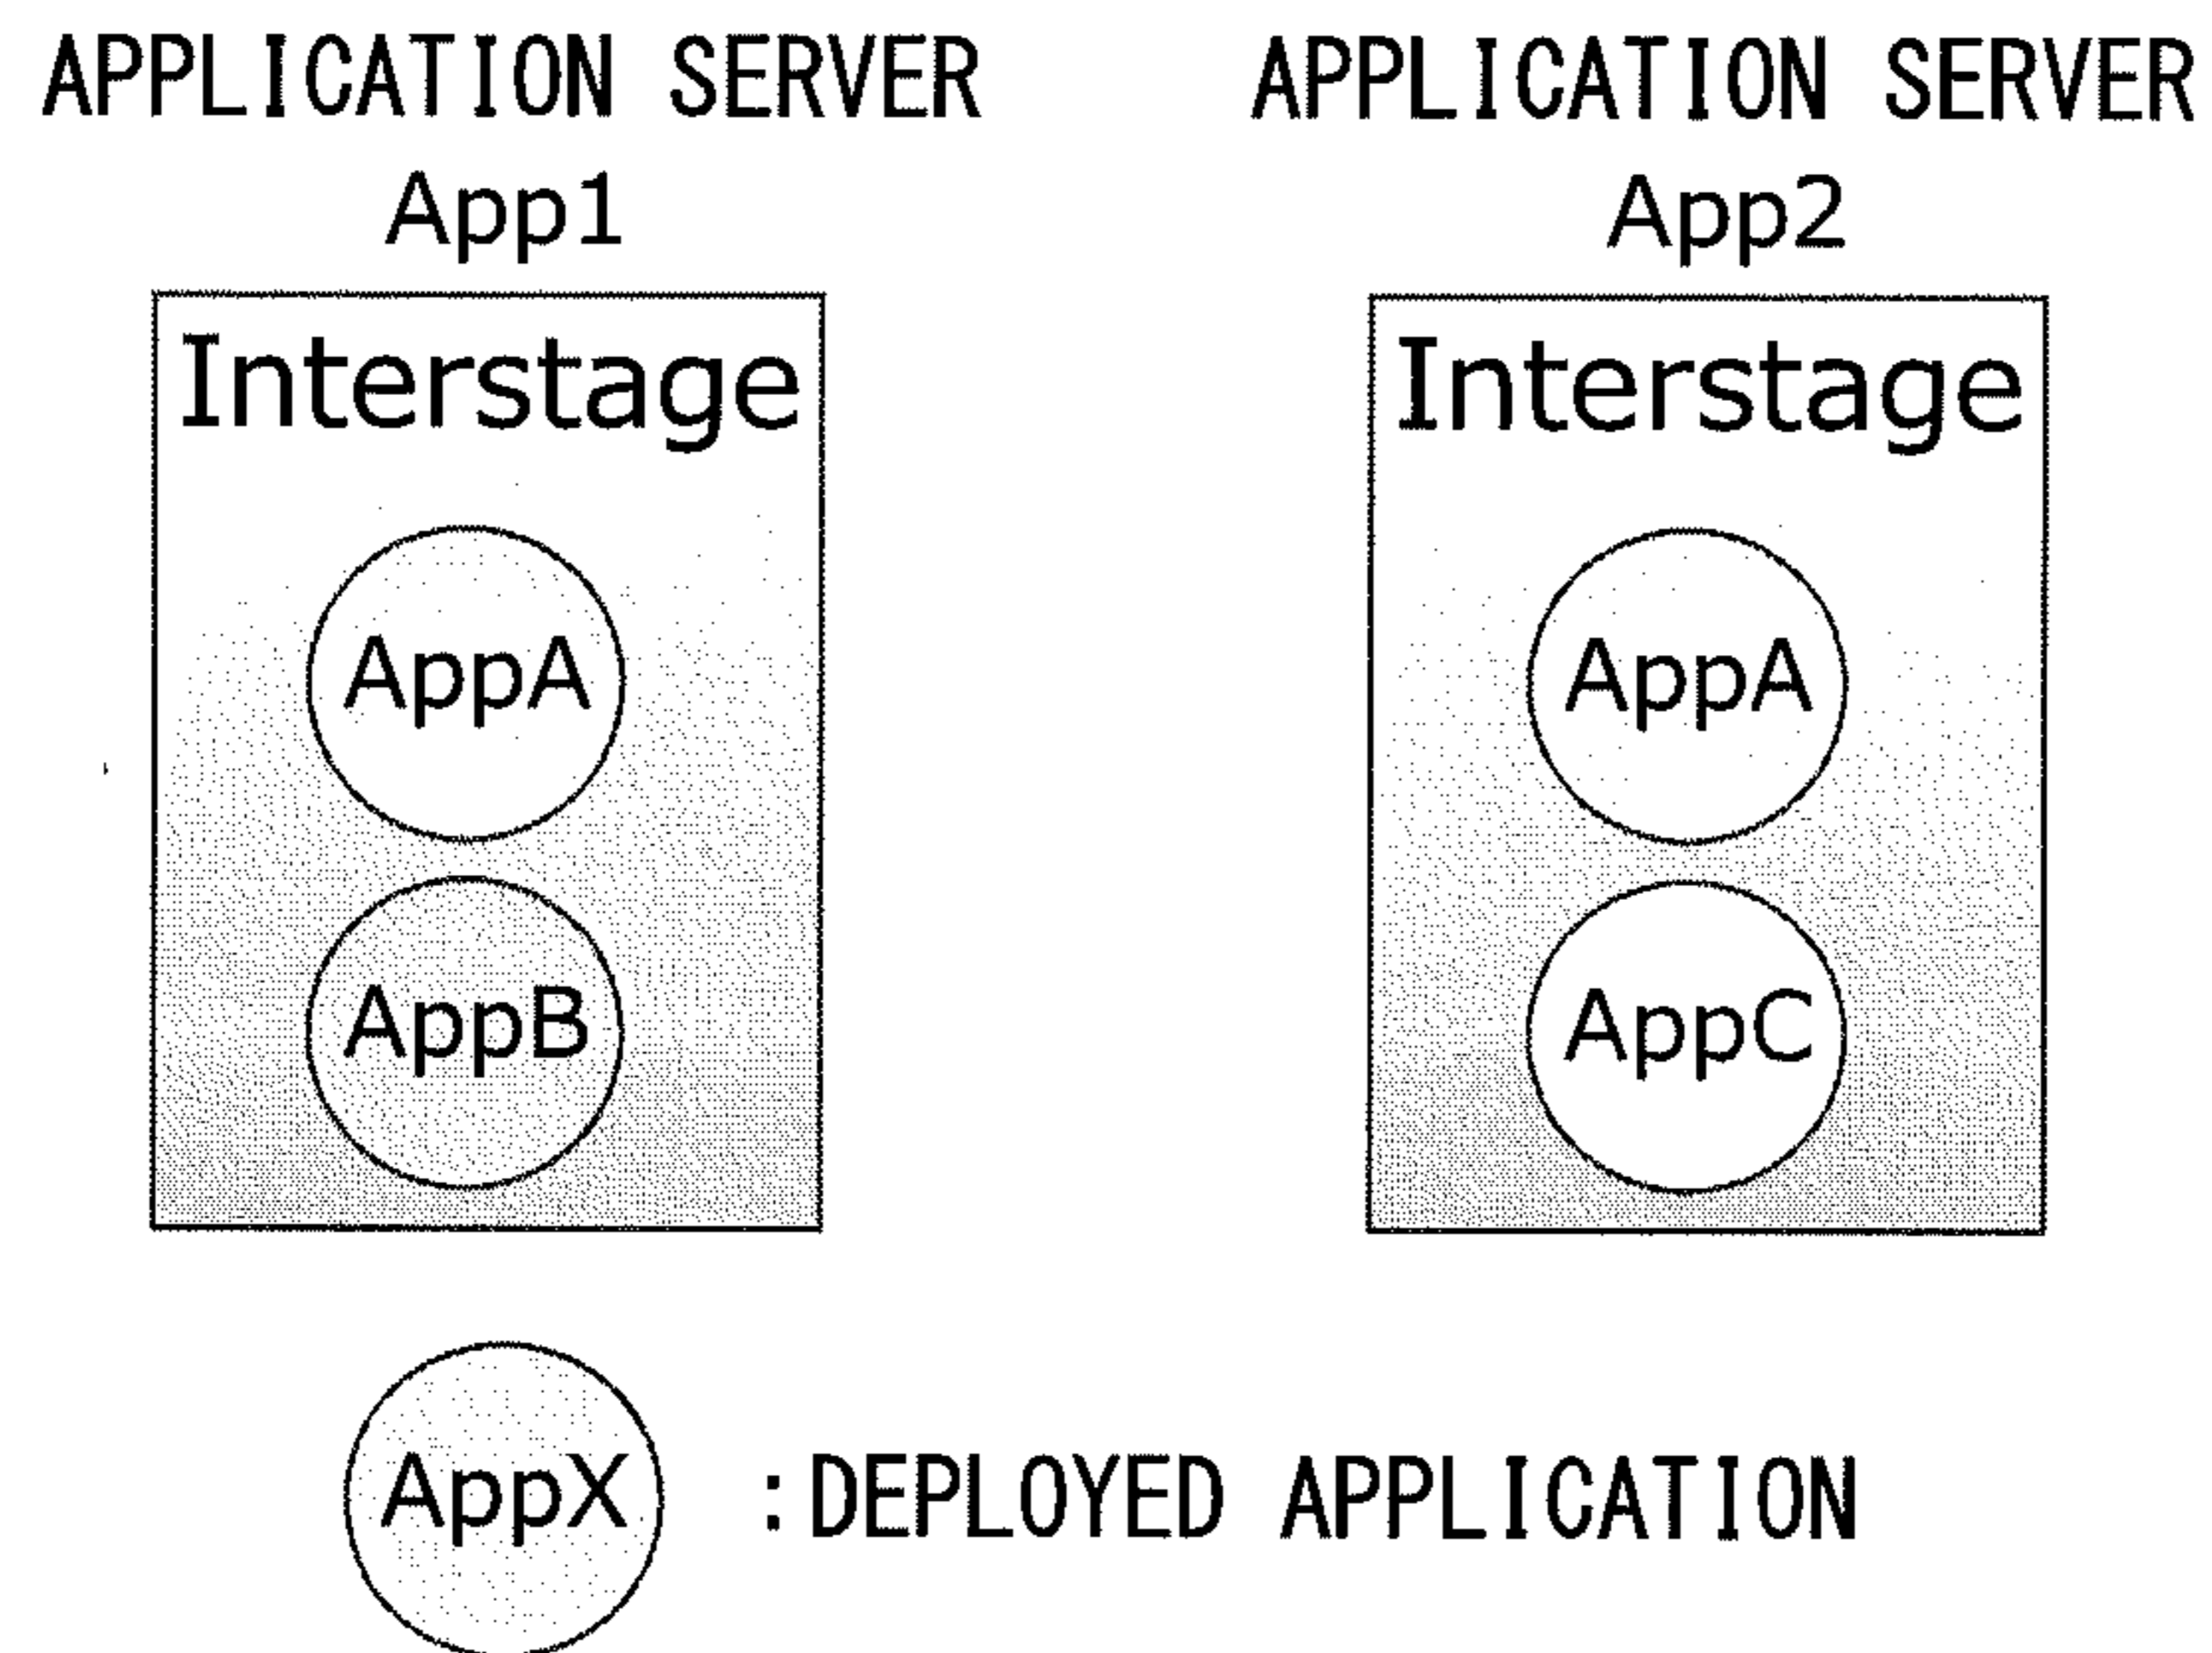 APPLICATION SERVER
App1
Interstage
AppA
AppB
APPLICATION SERVER
App2
Interstage
AppA
AppC
AppX :DEPLOYED APPLICATION